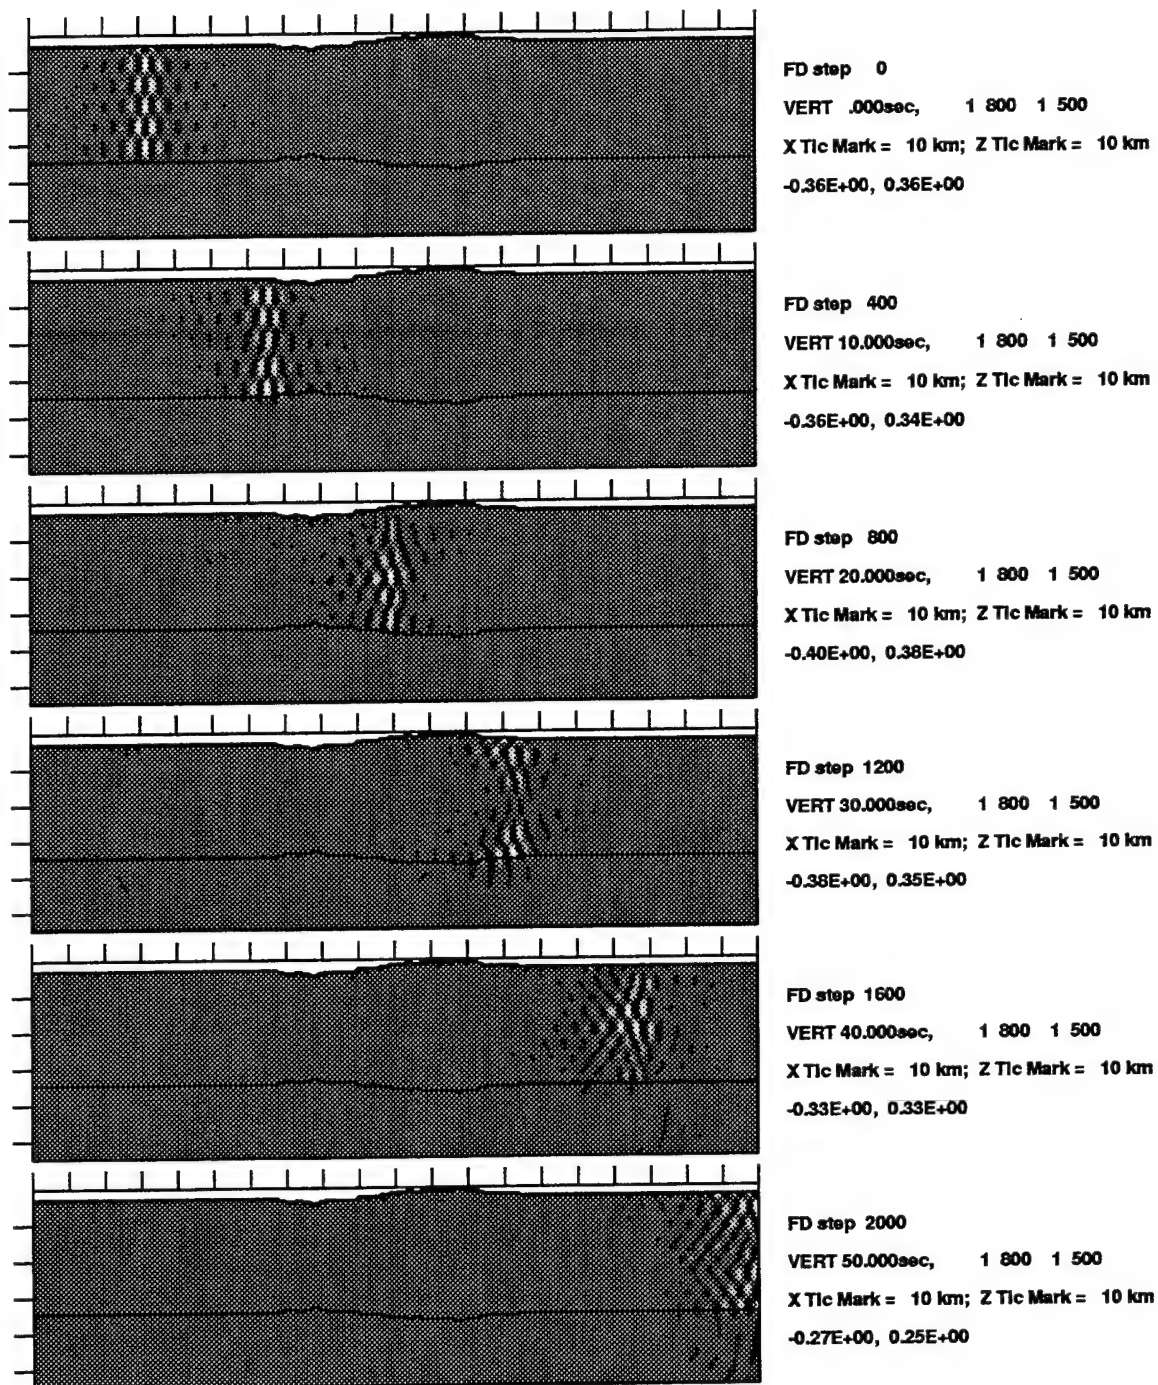 FD step 0
VERT .000sec, 1 800 1 500
X Tic Mark = 10 km; Z Tic Mark = 10 km
-0.36E+00, 0.36E+00
FD step 400
VERT 10.000sec, 1 800 1 500
X Tic Mark = 10 km; Z Tic Mark = 10 km
-0.36E+00, 0.34E+00
FD step 800
VERT 20.000sec, 1 800 1 500
X Tic Mark = 10 km; Z Tic Mark = 10 km
-0.40E+00, 0.38E+00
FD step 1200
VERT 30.000sec, 1 800 1 500
X Tic Mark = 10 km; Z Tic Mark = 10 km
-0.38E+00, 0.35E+00
FD step 1600
VERT 40.000sec, 1 800 1 500
X Tic Mark = 10 km; Z Tic Mark = 10 km
-0.33E+00, 0.33E+00
FD step 2000
VERT 50.000sec, 1 800 1 500
X Tic Mark = 10 km; Z Tic Mark = 10 km
-0.27E+00, 0.25E+00